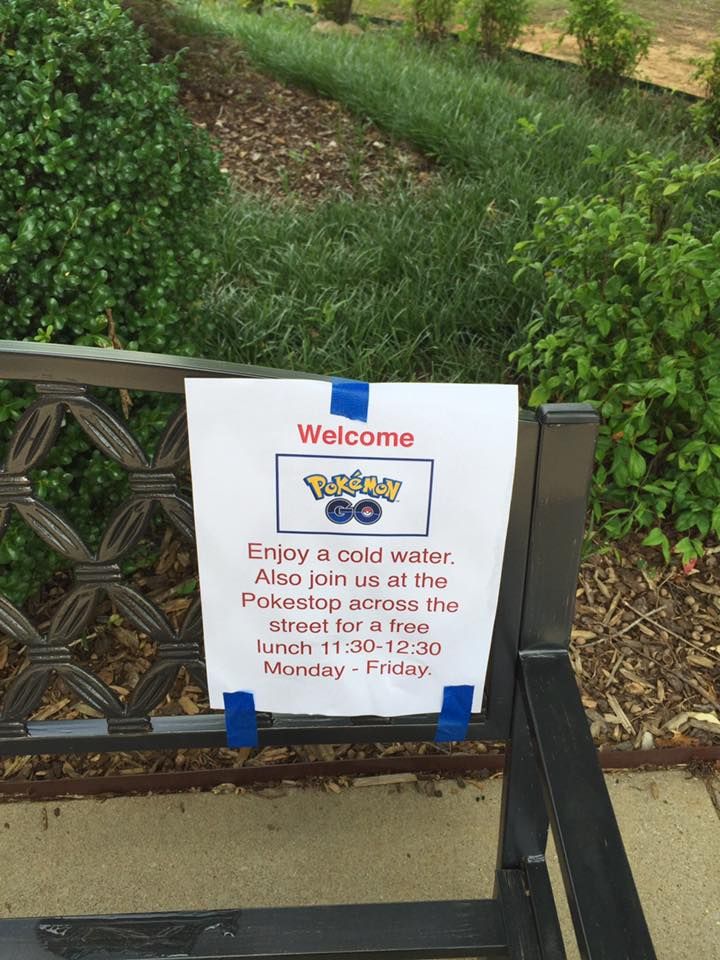 Welcome
POKéMON
GO
Enjoy a cold water.
Also join us at the
Pokestop across the
street for a free
lunch 11:30-12:30
Monday - Friday.